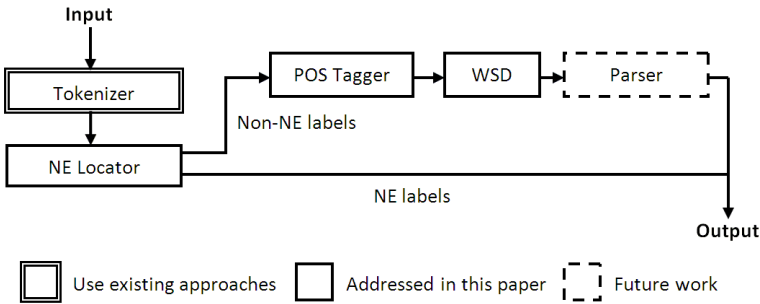 Input
Tokenizer
POS Tagger
WSD
Parser
Non-NE labels
NE Locator
NE labels
Output
Use existing approaches
Addressed in this paper
Future work